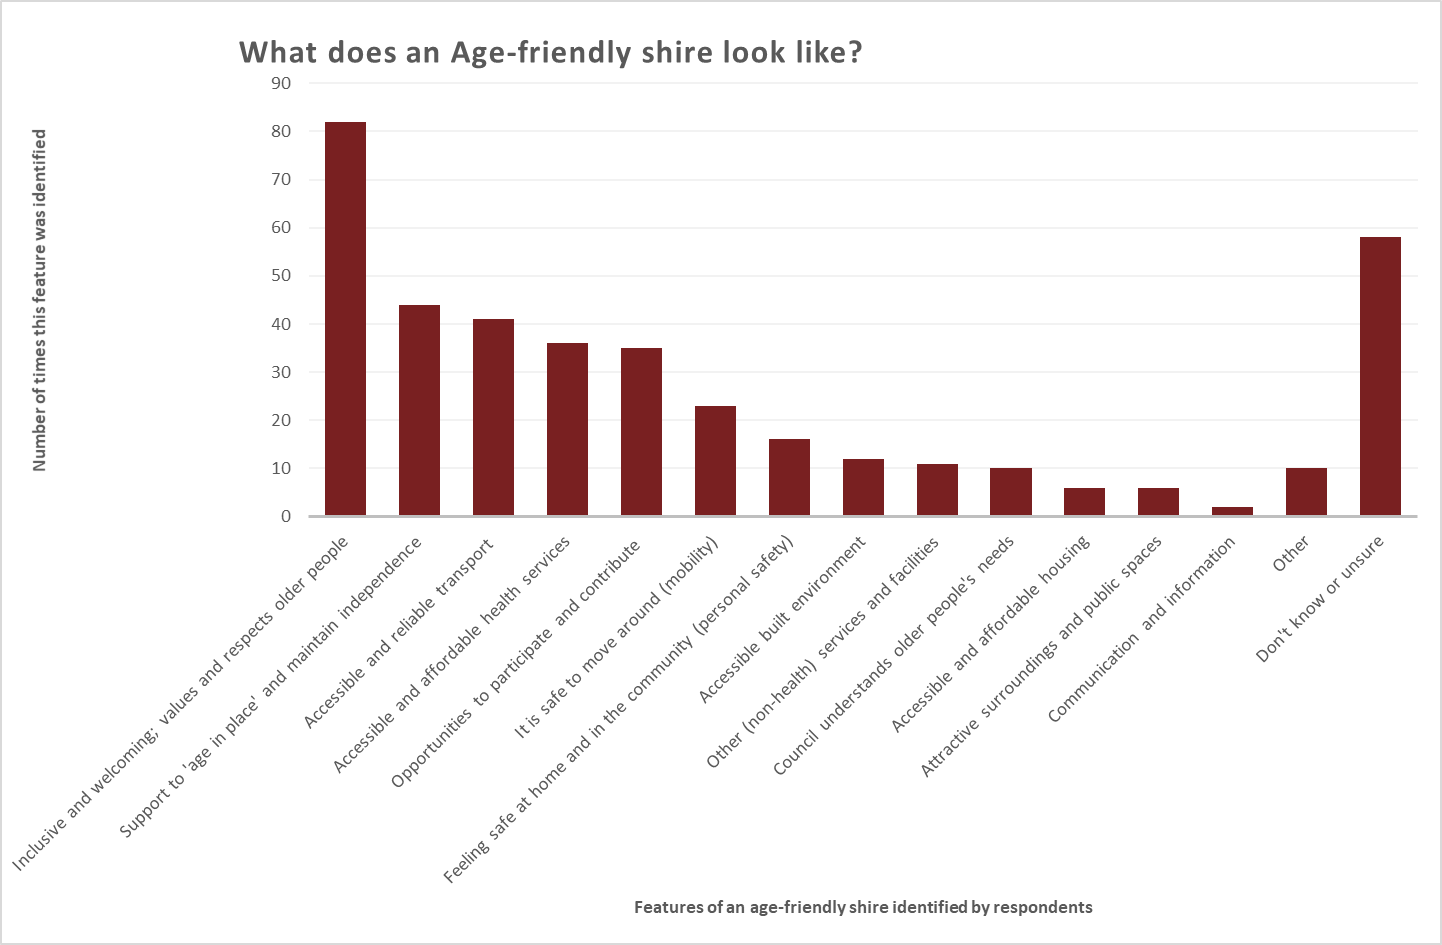 What does an Age-friendly shire look like?
Number of times this feature was identified
90
80
70
60
50
40
30
20
10
0
Inclusive and welcoming; values and respects older people
Support to 'age in place' and maintain independence
Accessible and reliable transport
Accessible and affordable health services
Opportunities to participate and contribute
It is safe to move around (mobility)
Feeling safe at home and in the community (personal safety)
Accessible built environment
Other (non-health) services and facilities
Council understands older people's needs
Accessible and affordable housing
Attractive surroundings and public spaces
Communication and information
Other
Don't know or unsure
Features of an age-friendly shire identified by respondents